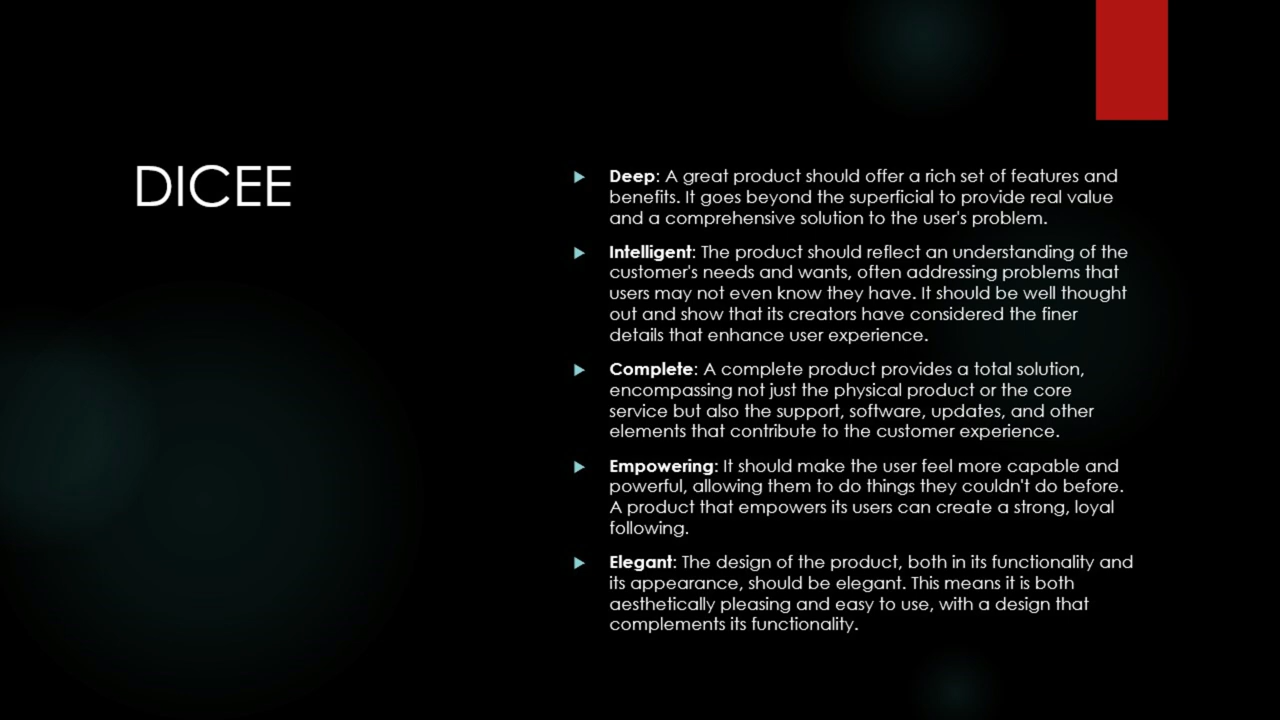 DICEE
Deep: A great product should offer a rich set of features and
benefits. It goes beyond the superficial to provide real value
and a comprehensive solution to the user's problem.
Intelligent: The product should reflect an understanding of the
customer's needs and wants, often addressing problems that
users may not even know they have. It should be well thought
out and show that its creators have considered the finer
details that enhance user experience.
Complete: A complete product provides a total solution,
encompassing not just the physical product or the core
service but also the support, software, updates, and other
elements that contribute to the customer experience.
Empowering: It should make the user feel more capable and
powerful, allowing them to do things they couldn't do before.
A product that empowers its users can create a strong, loyal
following.
Elegant: The design of the product, both in its functionality and
its appearance, should be elegant. This means it is both
aesthetically pleasing and easy to use, with a design that
complements its functionality.